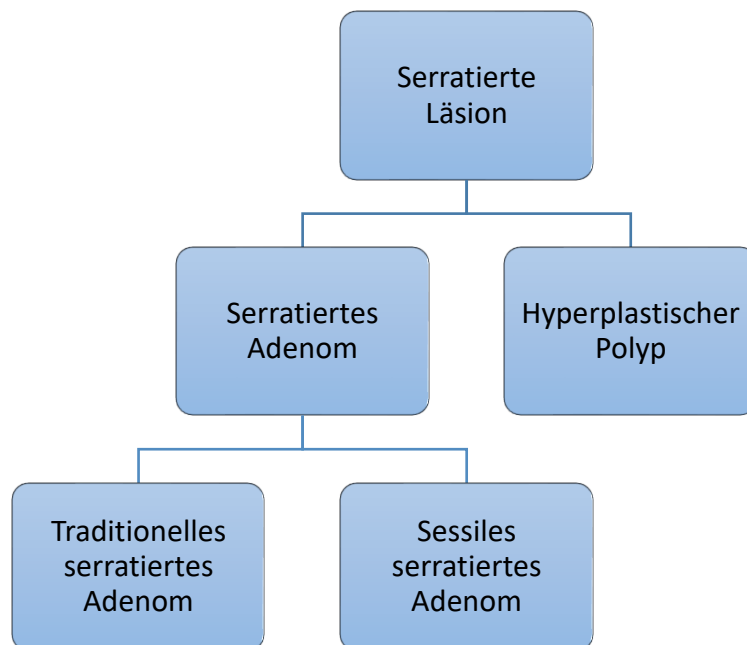 Serratierte
Läsion
Serratiertes
Adenom
Hyperplastischer
Polyp
Traditionelles
serratiertes
Adenom
Sessiles
serratiertes
Adenom